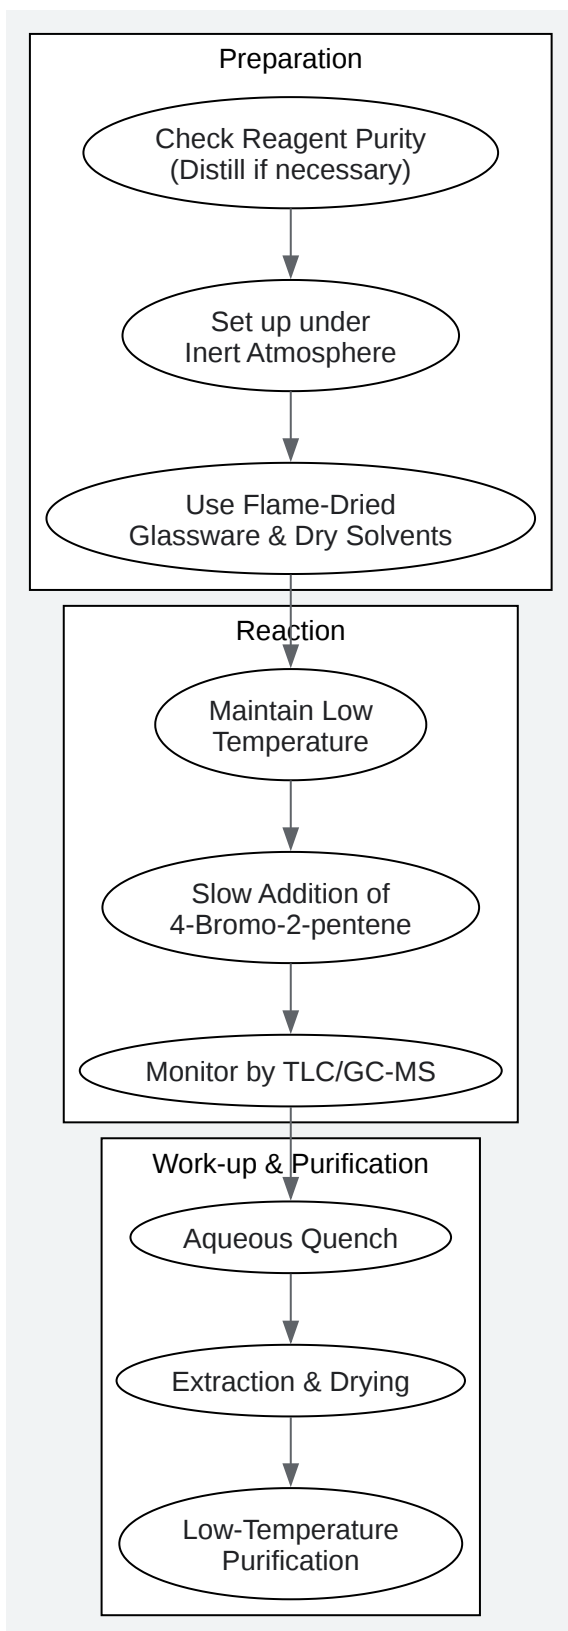 Preparation
Check Reagent Purity
(Distill if necessary)
Set up under
Inert Atmosphere
Use Flame-Dried
Glassware & Dry Solvents
Reaction
Maintain Low
Temperature
Slow Addition of
4-Bromo-2-pentene
Monitor by TLC/GC-MS
Work-up & Purification
Aqueous Quench
Extraction & Drying
Low-Temperature
Purification